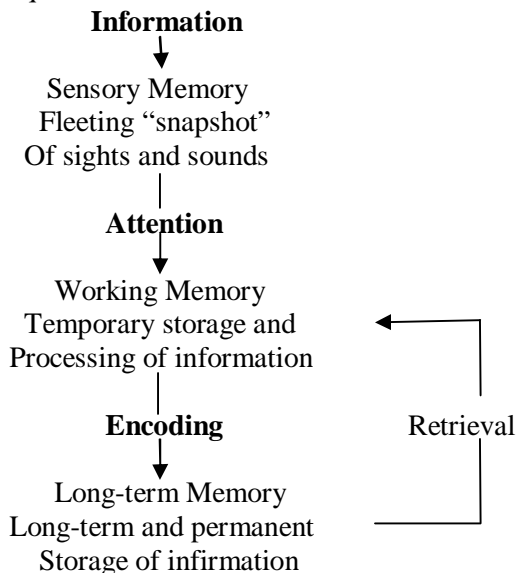 Information
Sensory Memory
Fleeting “snapshot”
Of sights and sounds
Attention
Working Memory
Temporary storage and
Processing of information
Encoding
Retrieval
Long-term Memory
Long-term and permanent
Storage of infirmation